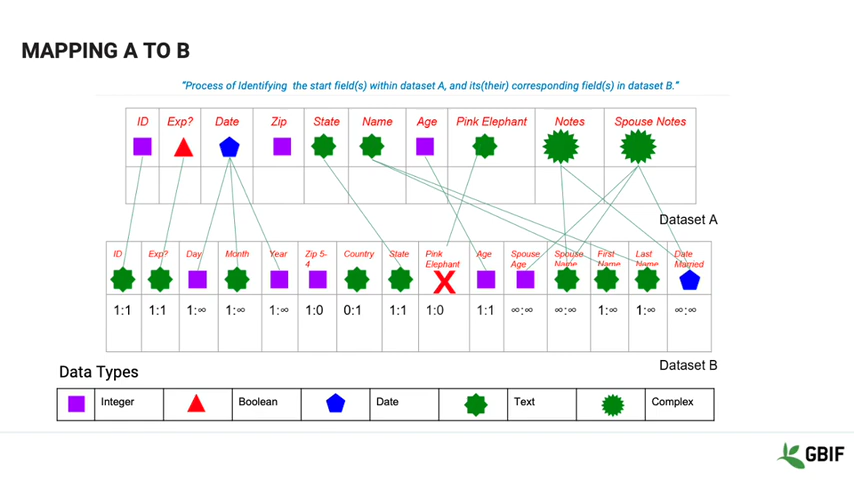 MAPPING A TO B
"Process of Identifying the start field(s) within dataset A, and its(their) corresponding field(s) in dataset B."
ID Exp? Date Zip State Name Age Pink Elephant Notes Spouse Notes
Dataset A
ID Exp? Day Month Year Zip 5-4 Country State Pink Elephant Age Spouse Age Spouse Name First Name Last Name Date Married
X
1:1 1:1 1:∞ 1:∞ 1:∞ 1:0 0:1 1:1 1:0 1:1 ∞:∞ ∞:∞ 1:∞ 1:∞ ∞:∞
Dataset B
Data Types
Integer Boolean Date Text Complex
GBIF